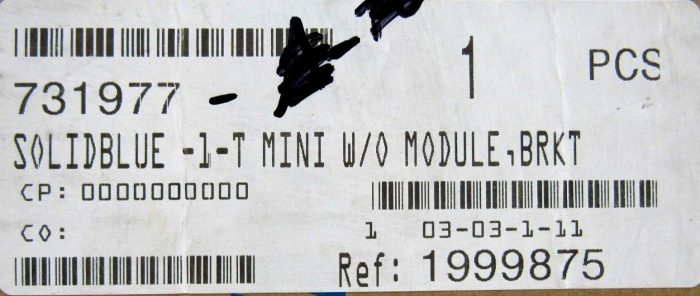 1 PCS
731977 -
SOLIDBLUE -1-T MINI W/O MODULE,BRKT
CP: 0000000000
CO:
1 03-03-1-11
Ref: 1999875